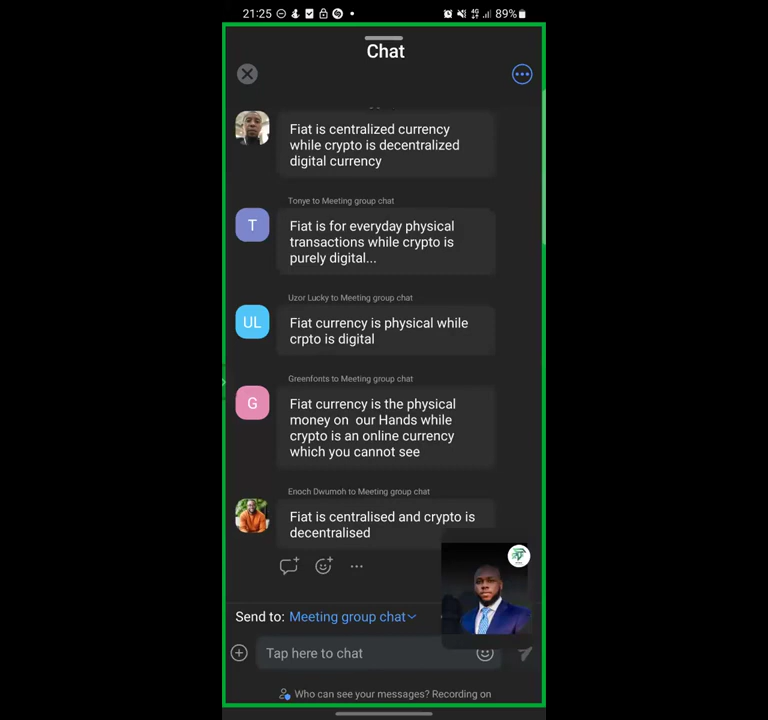 21:25
89%
Chat
Fiat is centralized currency
while crypto is decentralized
digital currency
Tonye to Meeting group chat
T
Fiat is for everyday physical
transactions while crypto is
purely digital...
Uzor Lucky to Meeting group chat
UL
Fiat currency is physical while
crpto is digital
Greenfonts to Meeting group chat
G
Fiat currency is the physical
money on our Hands while
crypto is an online currency
which you cannot see
Enoch Dwumoh to Meeting group chat
Fiat is centralised and crypto is
decentralised
Send to: Meeting group chat
Tap here to chat
Who can see your messages? Recording on